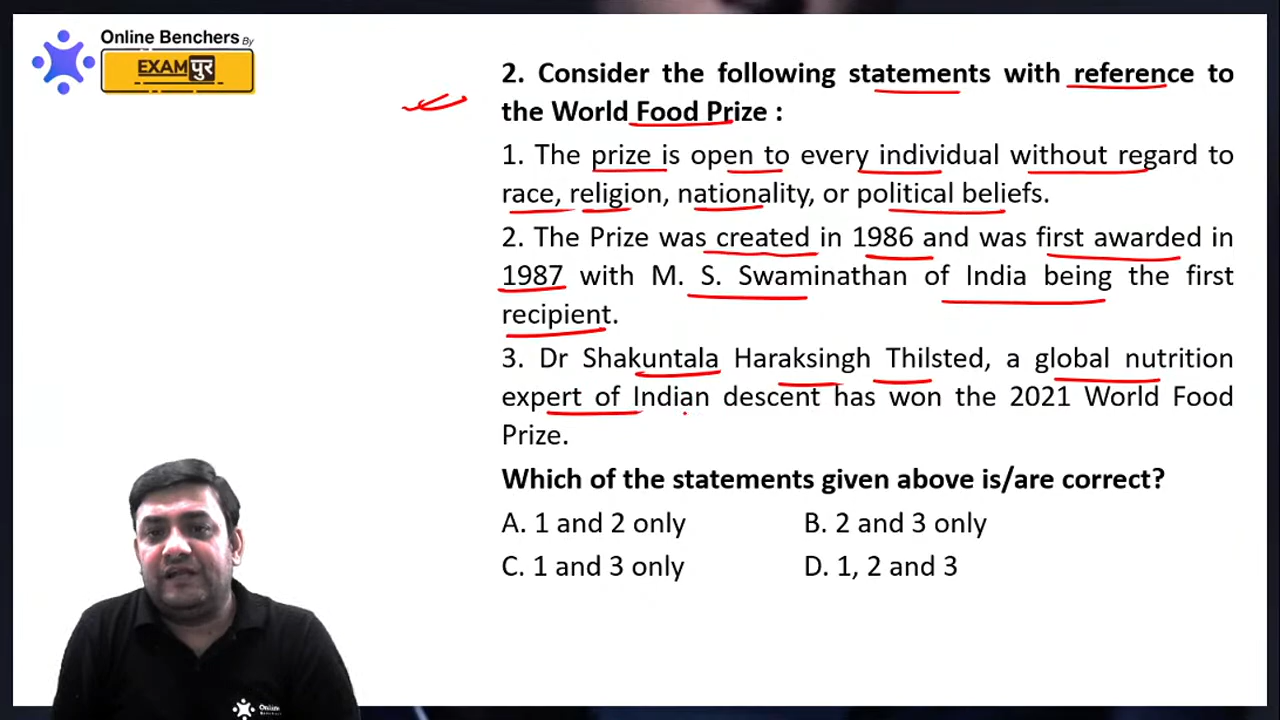 Online Benchers By
EXAMपुर
2. Consider the following statements with reference to
the World Food Prize :
1. The prize is open to every individual without regard to
race, religion, nationality, or political beliefs.
2. The Prize was created in 1986 and was first awarded in
1987 with M. S. Swaminathan of India being the first
recipient.
3. Dr Shakuntala Haraksingh Thilsted, a global nutrition
expert of Indian descent has won the 2021 World Food
Prize.
Which of the statements given above is/are correct?
A. 1 and 2 only B. 2 and 3 only
C. 1 and 3 only D. 1, 2 and 3
Online